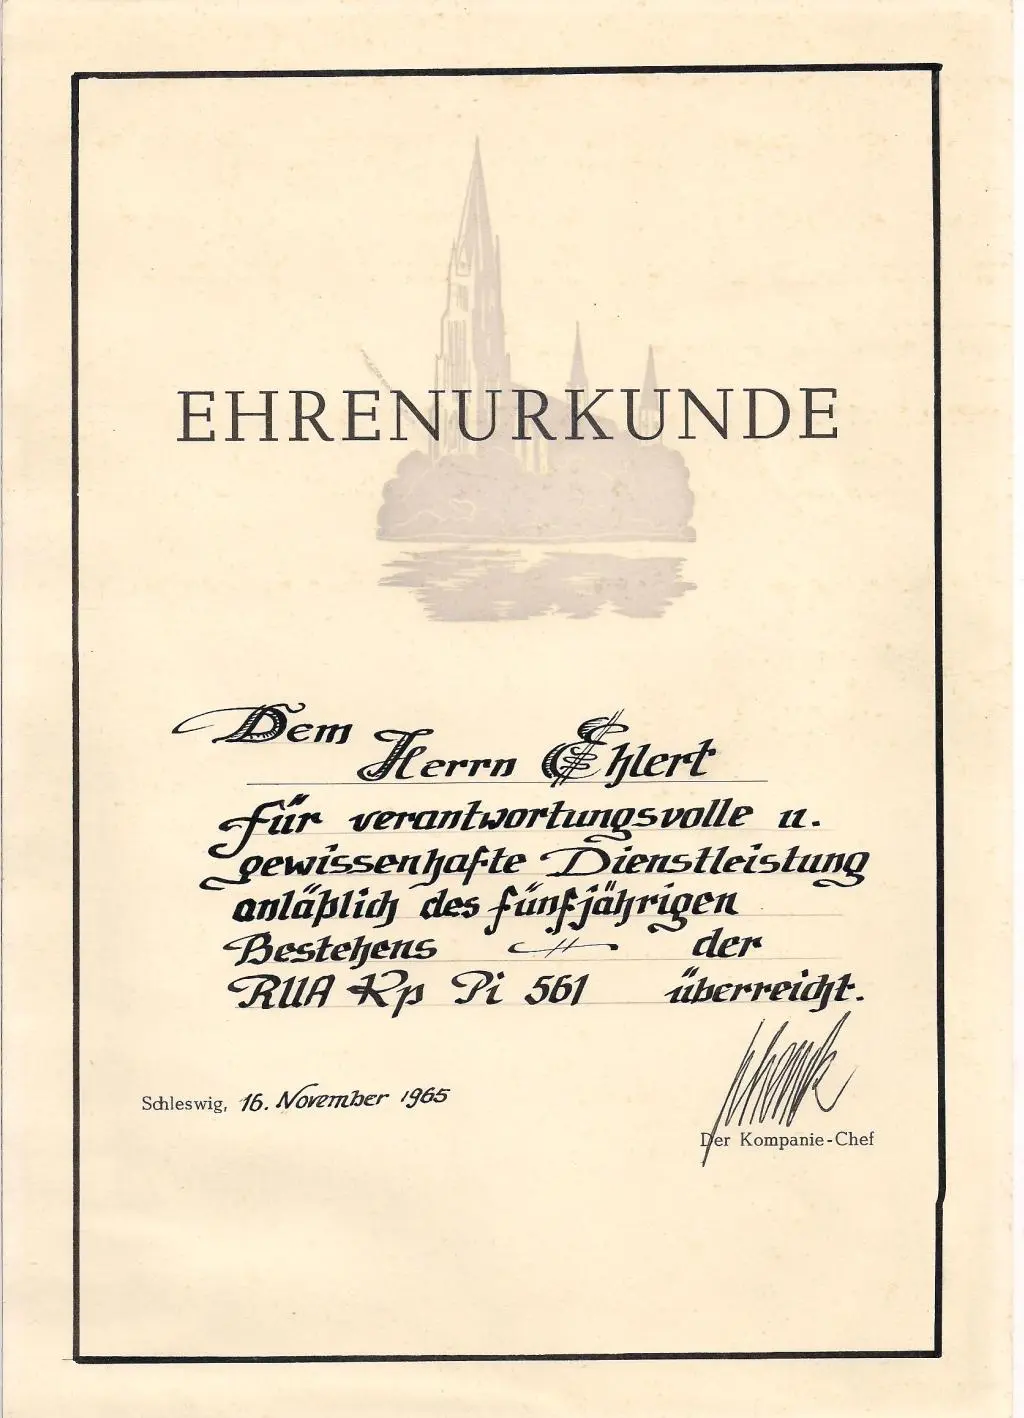 EHRENURKUNDE
Dem
Herrn Ehlert
für verantwortungsvolle u.
gewissenhafte Dienstleistung
anläßlich des fünfjährigen
Bestehens der
RUA Kp Pi 561 überreicht.
Schleswig, 16. November 1965
Der Kompanie-Chef